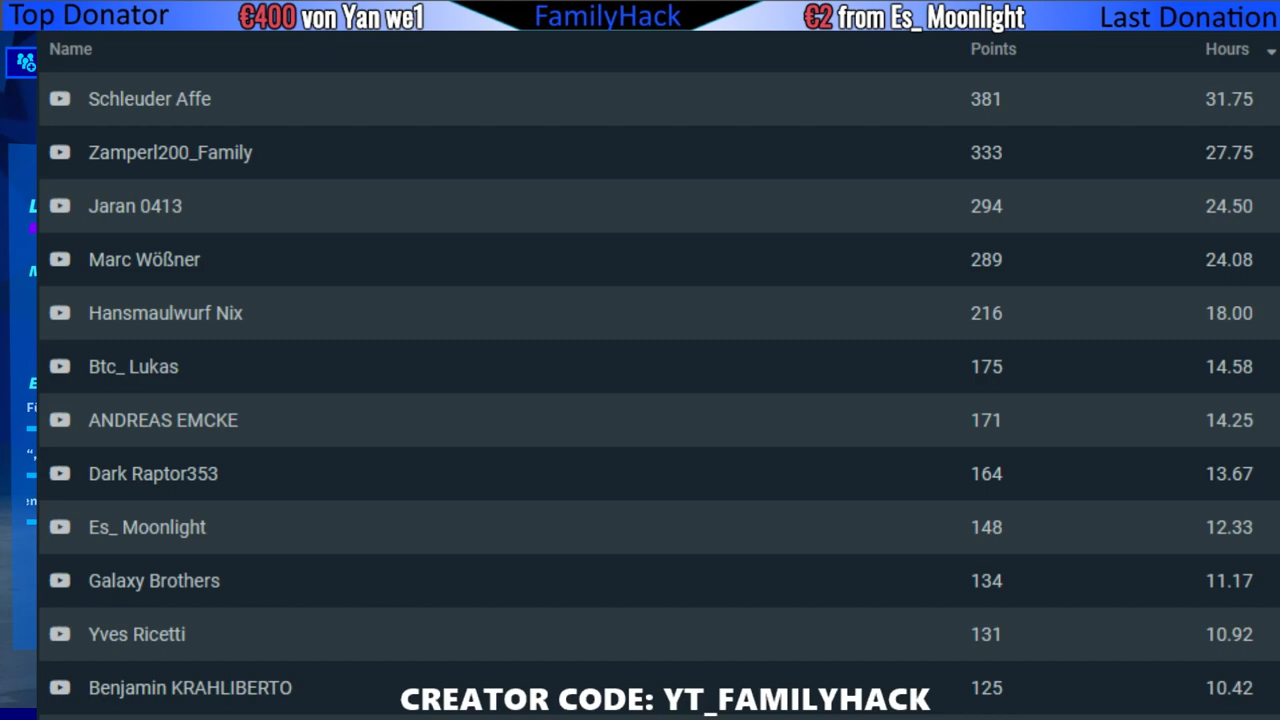 Top Donator €400 von Yan we1 FamilyHack €2 from Es_ Moonlight Last Donation
Name Points Hours
Schleuder Affe 381 31.75
Zamperl200_Family 333 27.75
Jaran 0413 294 24.50
Marc Wößner 289 24.08
Hansmaulwurf Nix 216 18.00
Btc_ Lukas 175 14.58
ANDREAS EMCKE 171 14.25
Dark Raptor353 164 13.67
Es_ Moonlight 148 12.33
Galaxy Brothers 134 11.17
Yves Ricetti 131 10.92
Benjamin KRAHLIBERTO 125 10.42
CREATOR CODE: YT_FAMILYHACK